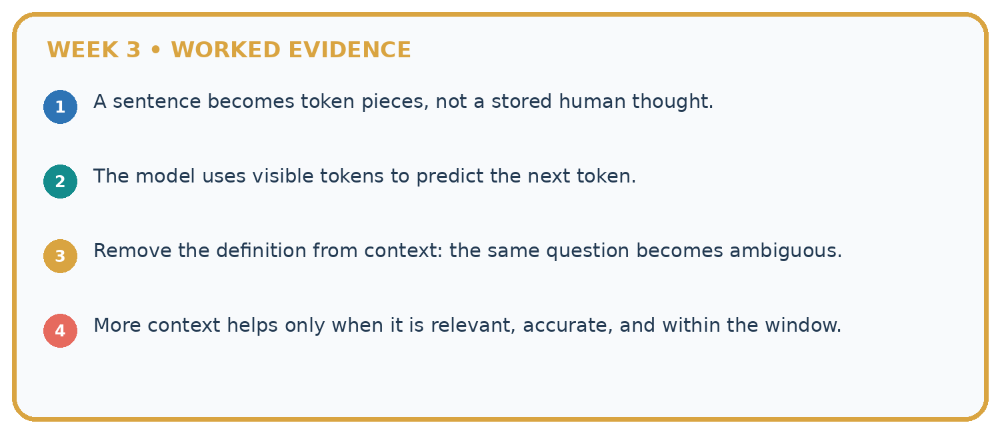 WEEK 3 • WORKED EVIDENCE
1 A sentence becomes token pieces, not a stored human thought.
2 The model uses visible tokens to predict the next token.
3 Remove the definition from context: the same question becomes ambiguous.
4 More context helps only when it is relevant, accurate, and within the window.